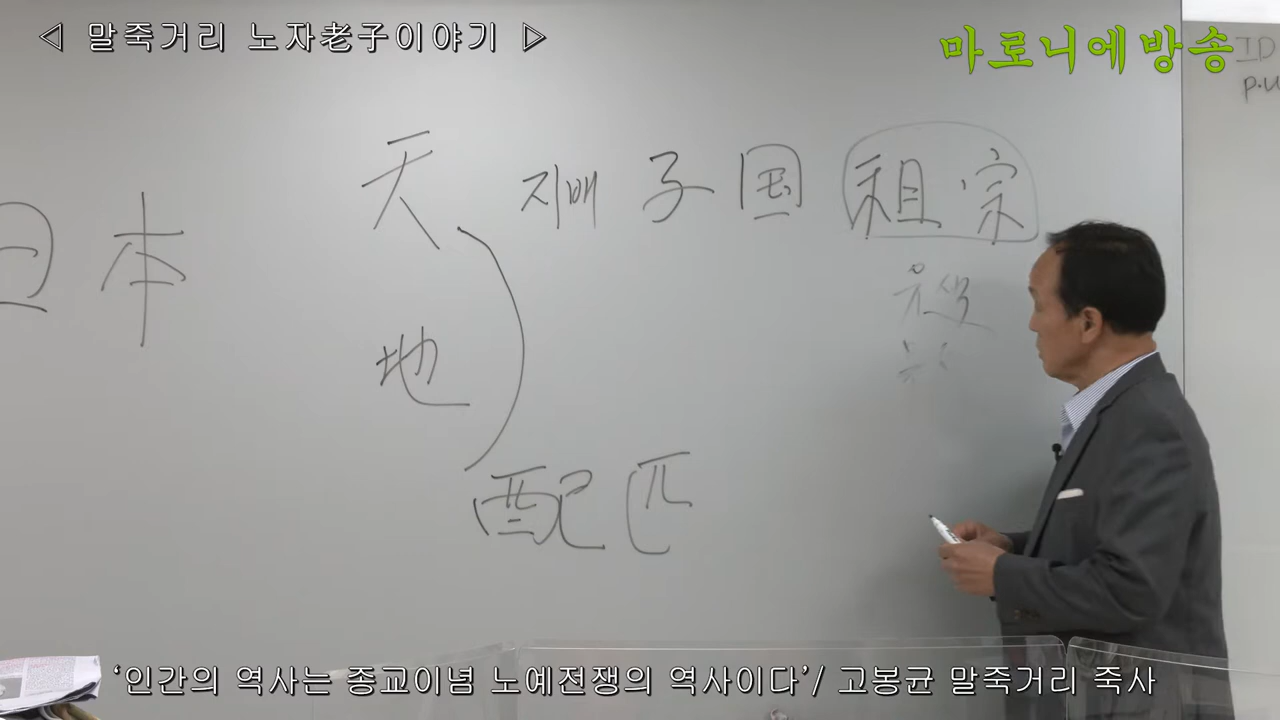 ◁ 말죽거리 노자老子이야기 ▷
마로니에방송
ID
天 지배 子 国 祖宗
日本
地
配匹
‘인간의 역사는 종교이념 노예전쟁의 역사이다’/ 고봉균 말죽거리 죽사